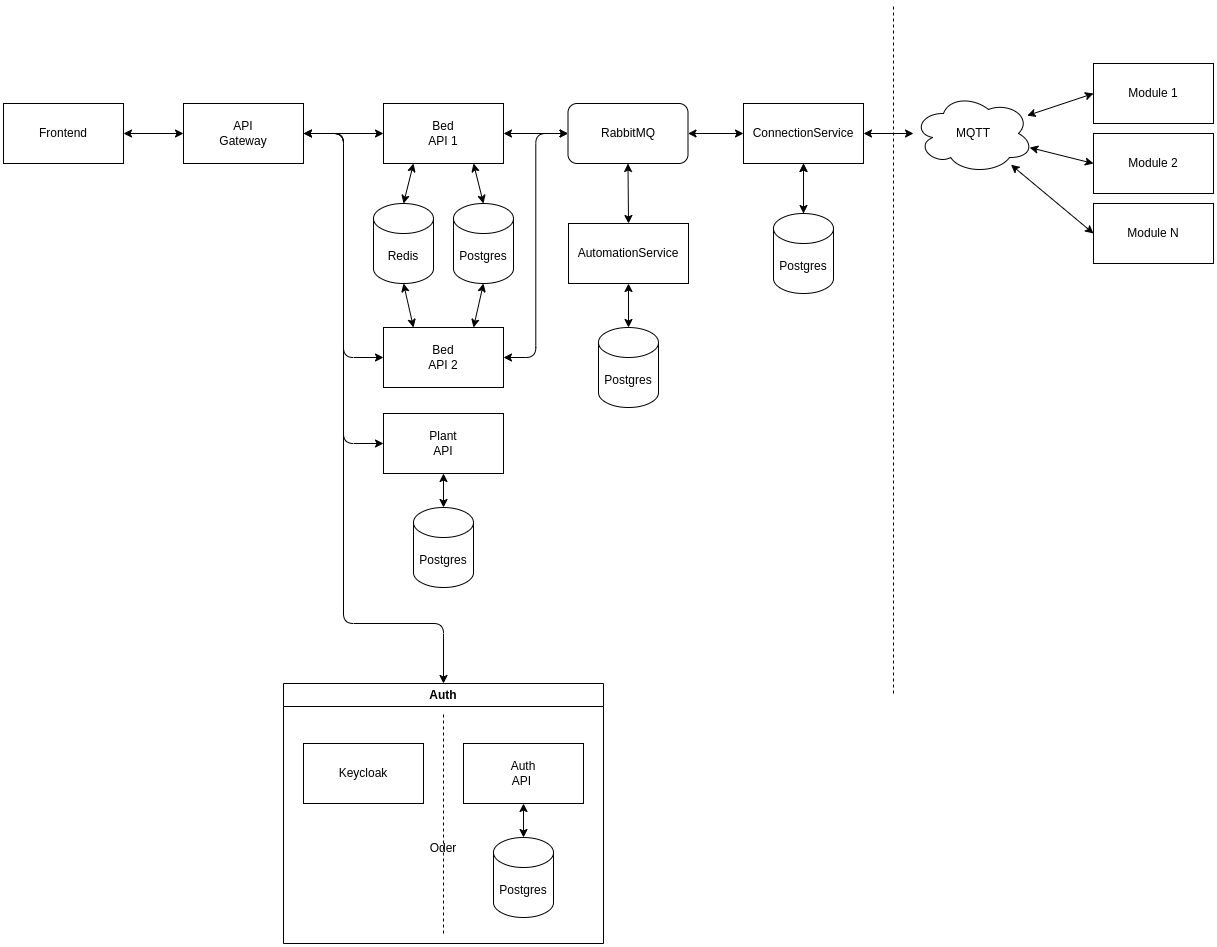 Frontend
API
Gateway
Bed
API 1
RabbitMQ
ConnectionService
MQTT
Module 1
Module 2
Module N
Redis
Postgres
AutomationService
Postgres
Bed
API 2
Postgres
Plant
API
Postgres
Auth
Keycloak
Auth
API
Oder
Postgres